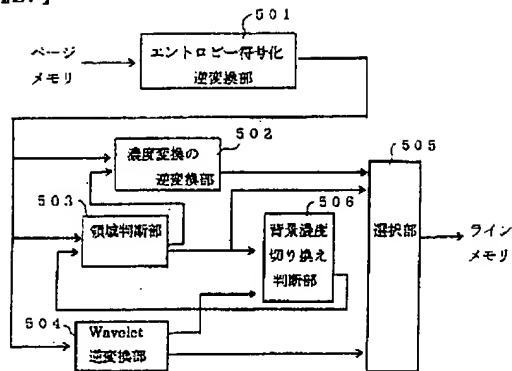 501
ページ
メモリ
エントロピー符号化
逆変換部
502
濃度変換の
逆変換部
505
503
領域判断部
506
背景濃度
切り換え
判断部
選択部
ライン
メモリ
504
Wavelet
逆変換部